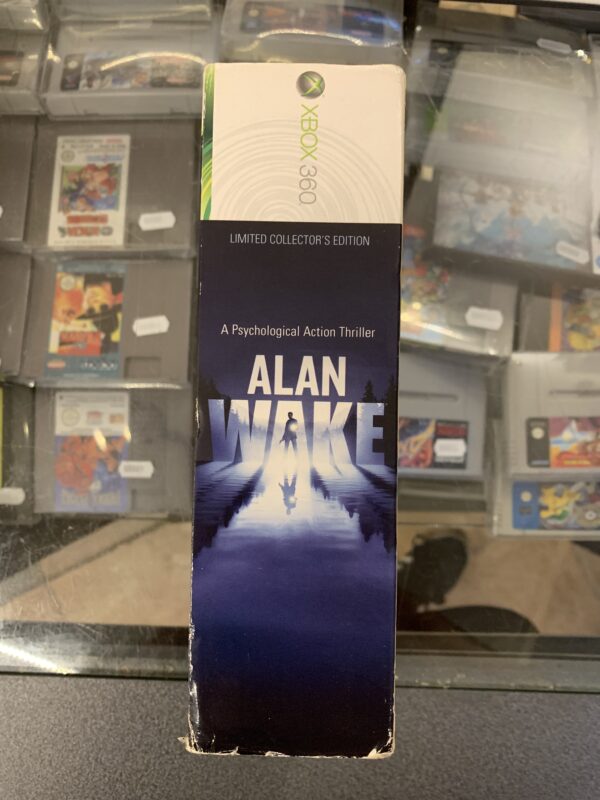 XBOX 360
LIMITED COLLECTOR'S EDITION
A Psychological Action Thriller
ALAN
WAKE